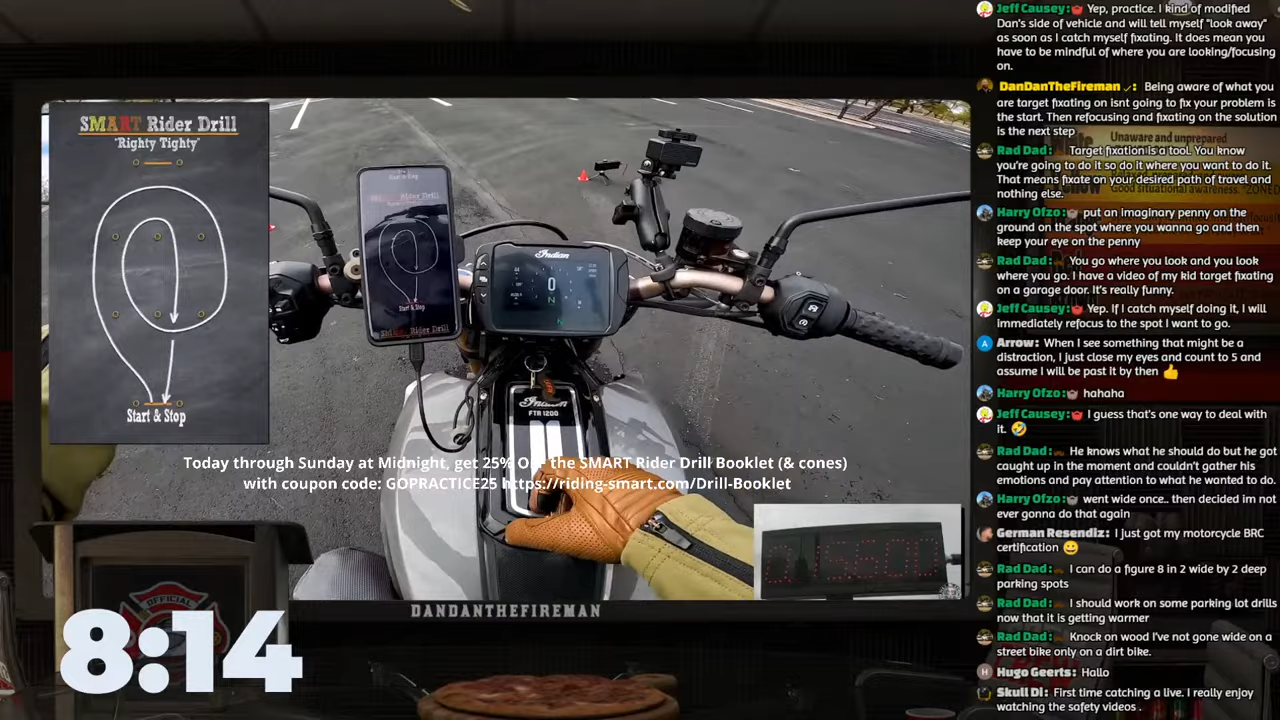 SMART Rider Drill
"Righty Tighty"
Start & Stop
Indian
0
N
Start & Stop
SMART Rider Drill
Indian
FTR 1200
Today through Sunday at Midnight, get 25% Off the SMART Rider Drill Booklet (& cones)
with coupon code: GOPRACTICE25 https://riding-smart.com/Drill-Booklet
DANDANTHEFIREMAN
OFFICIAL
8:14
Jeff Causey: Yep, practice. I kind of modified
Dan's side of vehicle and will tell myself "look away"
as soon as I catch myself fixating. It does mean you
have to be mindful of where you are looking/focusing
on.
DanDanTheFireman ✓: Being aware of what you
are target fixating on isnt going to fix your problem is
the start. Then refocusing and fixating on the solution
is the next step
Unaware and unprepared
Rad Dad: Target fixation is a tool. You know
you're going to do it so do it where you want to do it.
That means fixate on your desired path of travel and
nothing else.
Good situational awareness.
Harry Ofzo: put an imaginary penny on the
ground on the spot where you wanna go and then
keep your eye on the penny
Rad Dad: You go where you look and you look
where you go. I have a video of my kid target fixating
on a garage door. It's really funny.
Jeff Causey: Yep. If I catch myself doing it, I will
immediately refocus to the spot I want to go.
A Arrow: When I see something that might be a
distraction, I just close my eyes and count to 5 and
assume I will be past it by then 👍
Harry Ofzo: hahaha
Jeff Causey: I guess that's one way to deal with
it. 🤣
Rad Dad: He knows what he should do but he got
caught up in the moment and couldn't gather his
emotions and pay attention to what he wanted to do.
Harry Ofzo: went wide once.. then decided im not
ever gonna do that again
German Resendiz: I just got my motorcycle BRC
certification 😀
Rad Dad: I can do a figure 8 in 2 wide by 2 deep
parking spots
Rad Dad: I should work on some parking lot drills
now that it is getting warmer
Rad Dad: Knock on wood I've not gone wide on a
street bike only on a dirt bike.
H Hugo Geerts: Hallo
Skull Di: First time catching a live. I really enjoy
watching the safety videos .